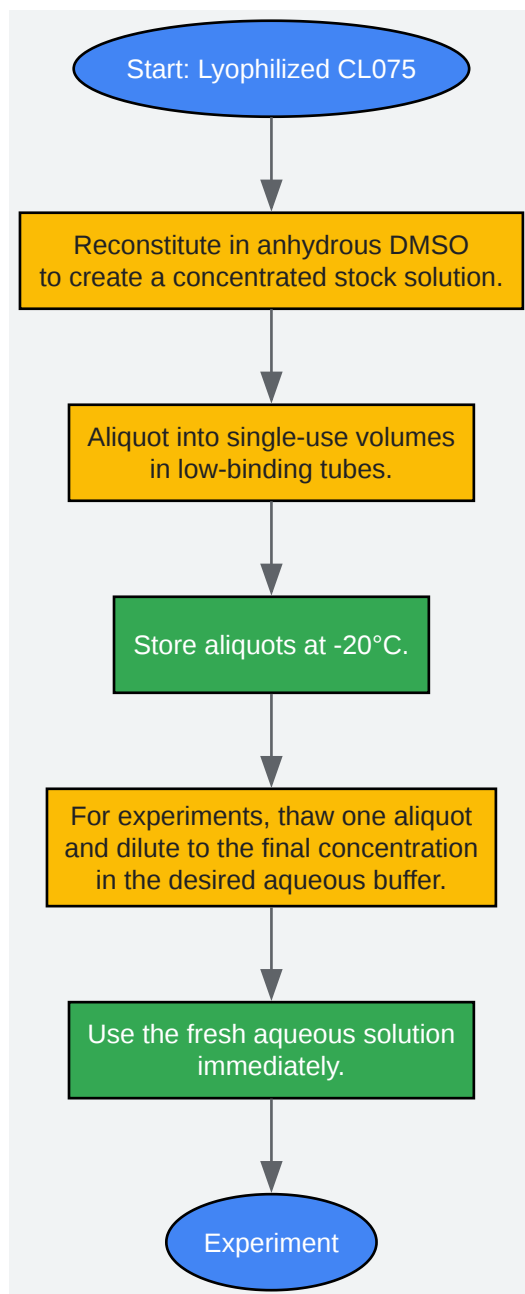 Start: Lyophilized CL075
Reconstitute in anhydrous DMSO
to create a concentrated stock solution.
Aliquot into single-use volumes
in low-binding tubes.
Store aliquots at -20°C.
For experiments, thaw one aliquot
and dilute to the final concentration
in the desired aqueous buffer.
Use the fresh aqueous solution
immediately.
Experiment